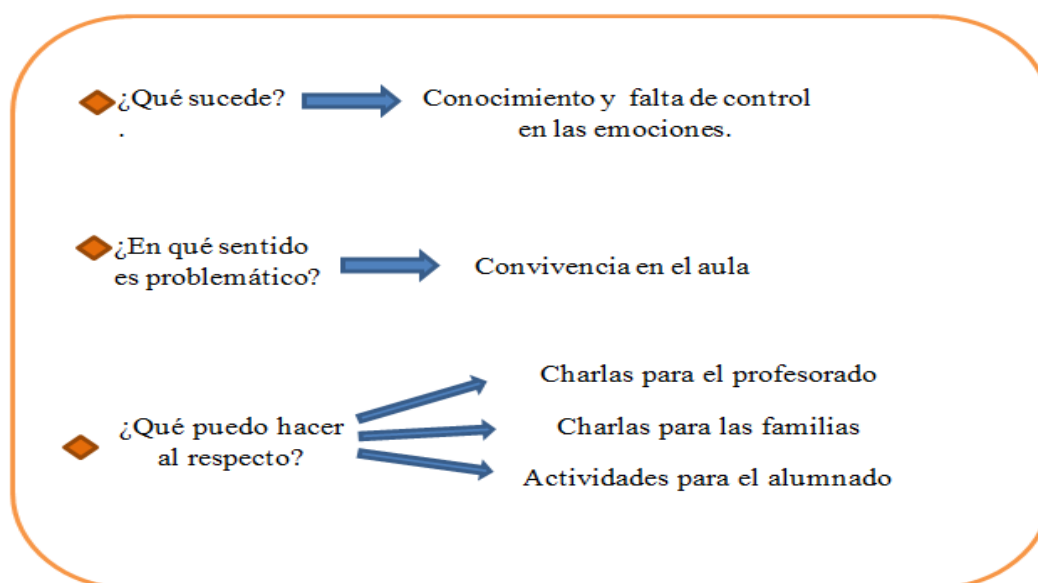 ¿Qué sucede?
.
Conocimiento y falta de control
en las emociones.
¿En qué sentido
es problemático?
Convivencia en el aula
¿Qué puedo hacer
al respecto?
Charlas para el profesorado
Charlas para las familias
Actividades para el alumnado